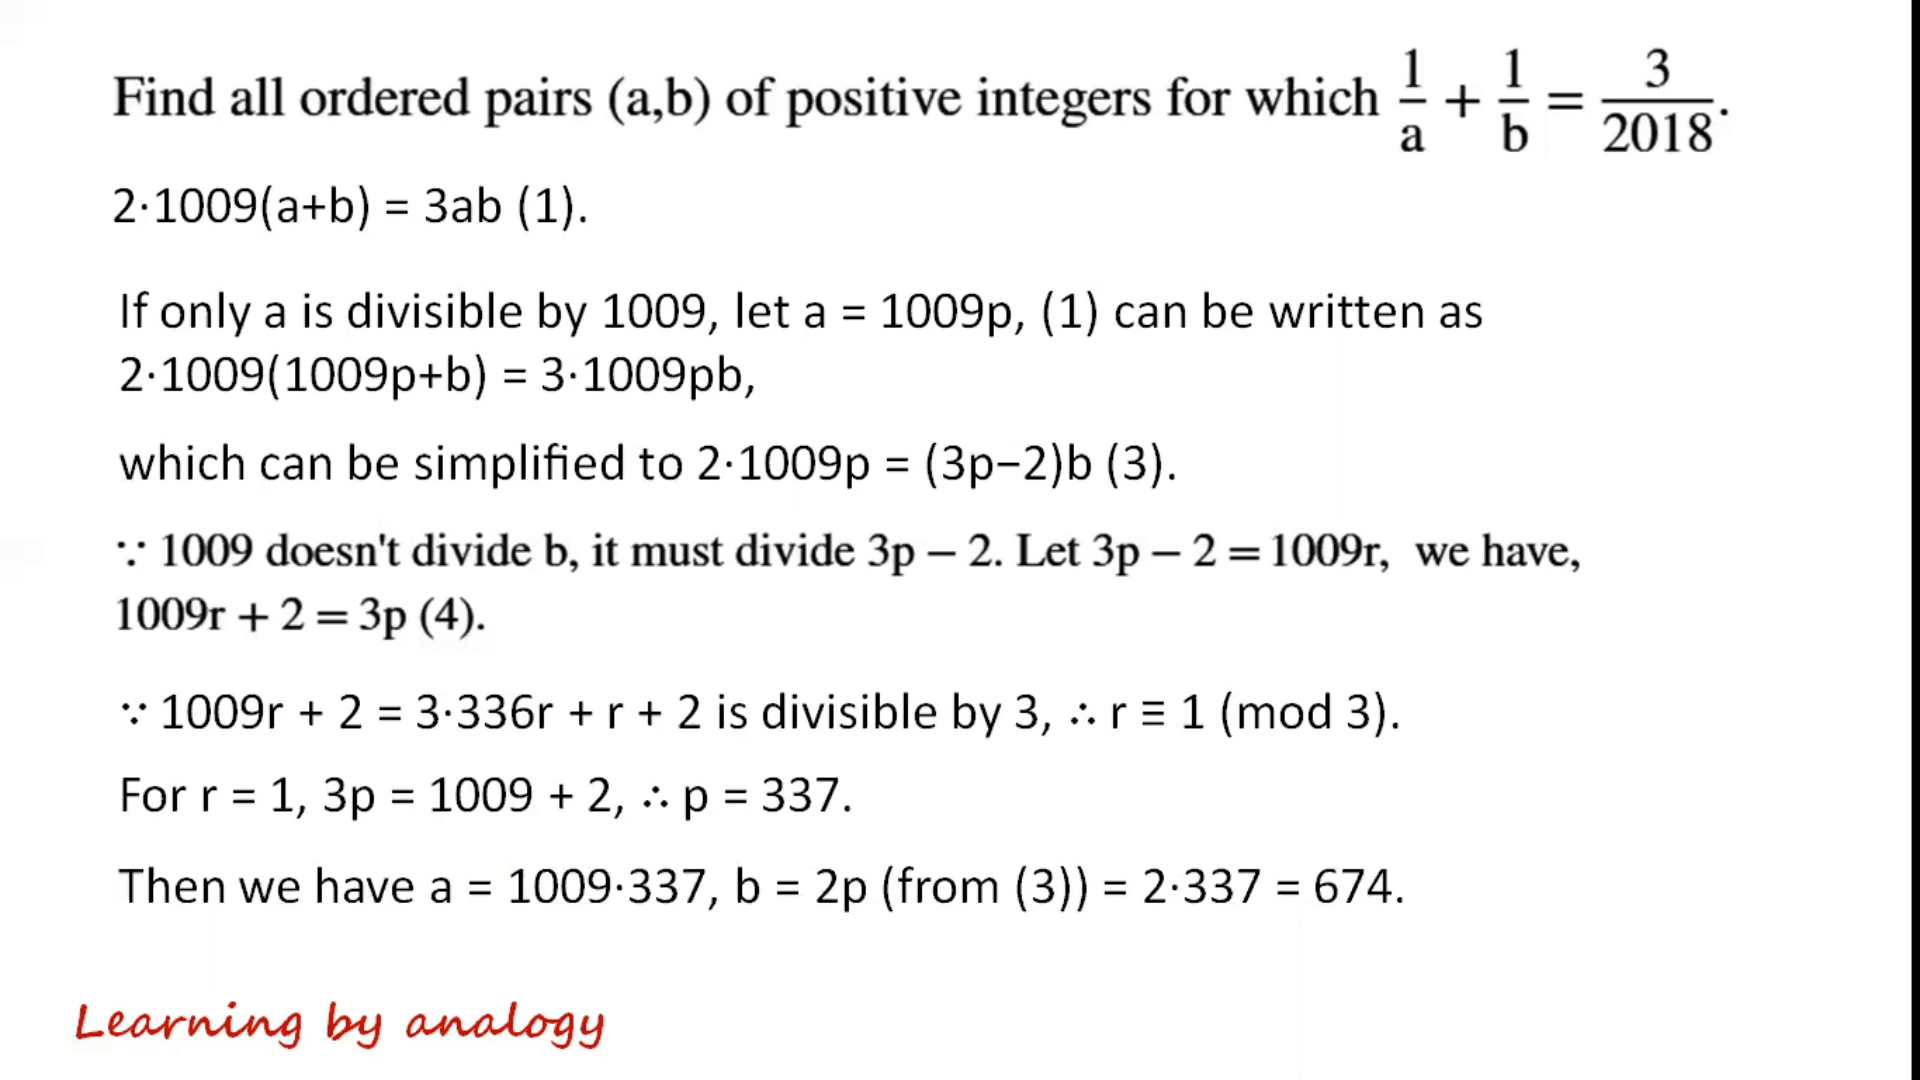 Find all ordered pairs (a,b) of positive integers for which 1/a + 1/b = 3/2018.
2·1009(a+b) = 3ab (1).
If only a is divisible by 1009, let a = 1009p, (1) can be written as
2·1009(1009p+b) = 3·1009pb,
which can be simplified to 2·1009p = (3p−2)b (3).
∵ 1009 doesn't divide b, it must divide 3p − 2. Let 3p − 2 = 1009r, we have,
1009r + 2 = 3p (4).
∵ 1009r + 2 = 3·336r + r + 2 is divisible by 3, ∴ r ≡ 1 (mod 3).
For r = 1, 3p = 1009 + 2, ∴ p = 337.
Then we have a = 1009·337, b = 2p (from (3)) = 2·337 = 674.
Learning by analogy